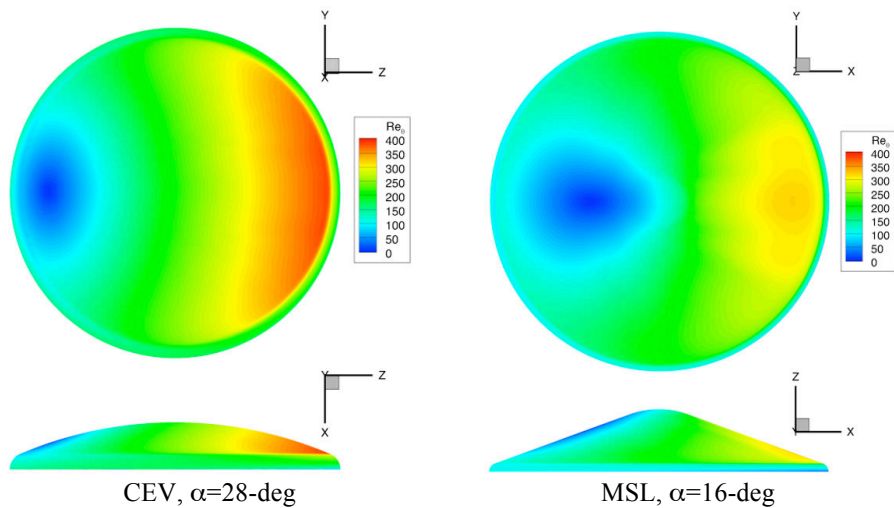 Y
X
Z
Re_θ
400
350
300
250
200
150
100
50
0
Y
Z
X
Re_θ
400
350
300
250
200
150
100
50
0
Y
Z
X
Z
Y
X
CEV, α=28-deg
MSL, α=16-deg